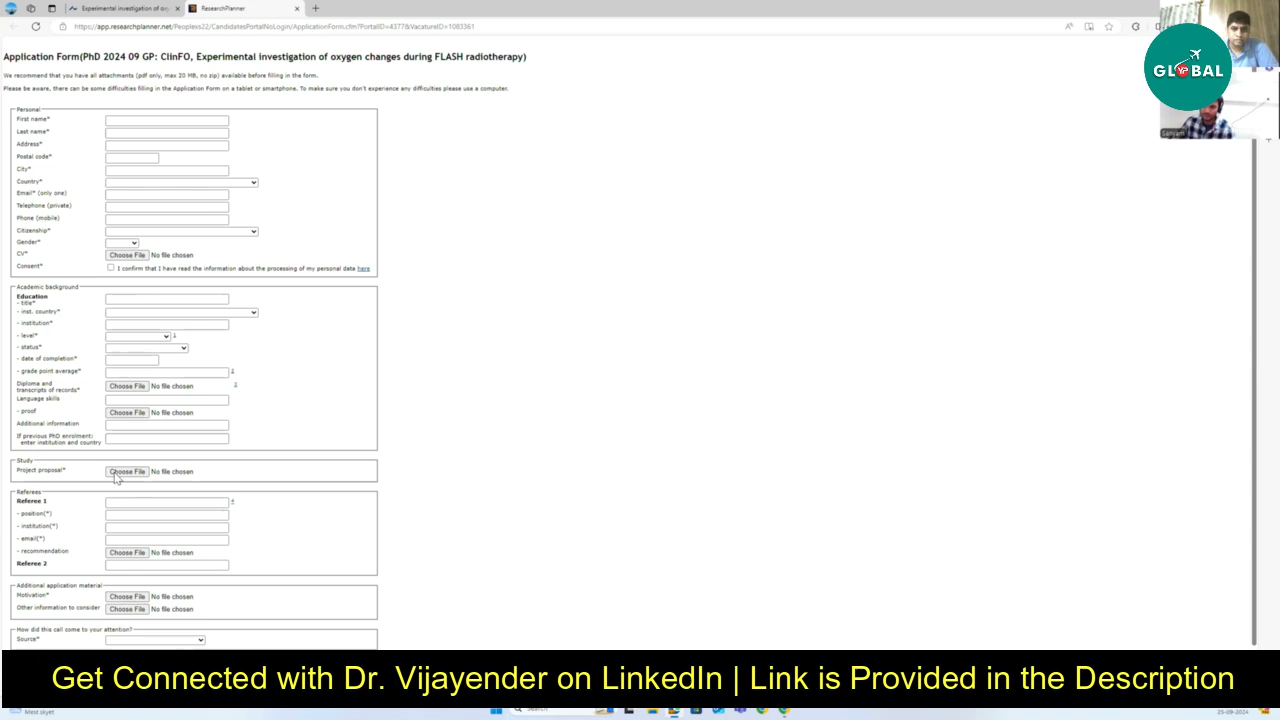 Experimental investigation of ox
ResearchPlanner
https://app.researchplanner.net/Peoplexs22/CandidatesPortalNoLogin/ApplicationForm.cfm?PortalID=4377&VacatureID=1083361
Application Form(PhD 2024 09 GP: ClinFO, Experimental investigation of oxygen changes during FLASH radiotherapy)
We recommend that you have all attachments (pdf only, max 20 MB, no zip) available before filling in the form.
Please be aware, there can be some difficulties filling in the Application Form on a tablet or smartphone. To make sure you don't experience any difficulties please use a computer.
GLOBAL
YP
Sairam
Personal
First name*
Last name*
Address*
Postal code*
City*
Country*
Email* (only one)
Telephone (private)
Phone (mobile)
Citizenship*
Gender*
CV* Choose File No file chosen
Consent* I confirm that I have read the information about the processing of my personal data here
Academic background
Education
- title*
- inst. country*
- institution*
- level*
- status*
- date of completion*
- grade point average*
Diploma and
transcripts of records* Choose File No file chosen
Language skills
- proof Choose File No file chosen
Additional information
If previous PhD enrolment:
enter institution and country
Study
Project proposal* Choose File No file chosen
Referees
Referee 1
- position(*)
- institution(*)
- email(*)
- recommendation Choose File No file chosen
Referee 2
Additional application material
Motivation* Choose File No file chosen
Other information to consider Choose File No file chosen
How did this call come to your attention?
Source*
Get Connected with Dr. Vijayender on LinkedIn | Link is Provided in the Description
Mest skyet
Search
25-09-2024